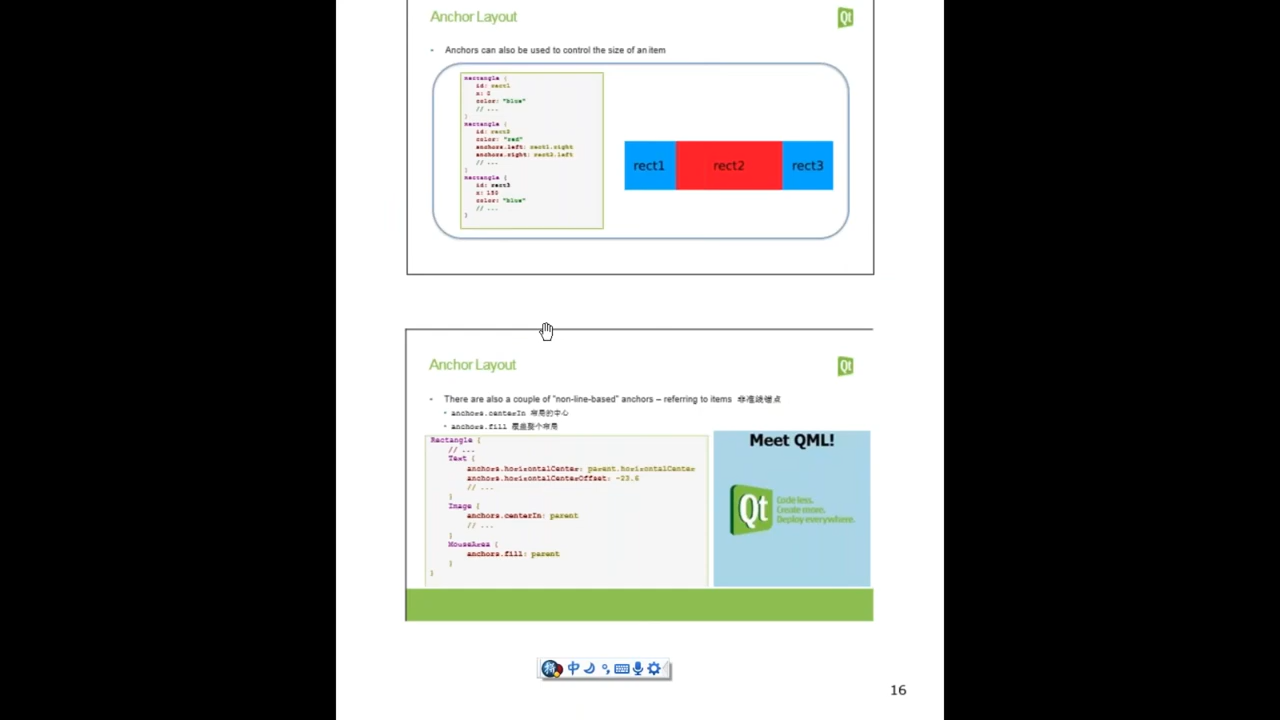 Anchor Layout
Qt
• Anchors can also be used to control the size of an item
Rectangle {
id: rect1
x: 0
color: "blue"
// ...
}
Rectangle {
id: rect2
color: "red"
anchors.left: rect1.right
anchors.right: rect3.left
// ...
}
Rectangle {
id: rect3
x: 150
color: "blue"
// ...
}
rect1 rect2 rect3
Anchor Layout
Qt
• There are also a couple of "non-line-based" anchors – referring to items 非准线锚点
• anchors.centerIn 布局的中心
• anchors.fill 覆盖整个布局
Rectangle {
// ...
Text {
anchors.horizontalCenter: parent.horizontalCenter
anchors.horizontalCenterOffset: -23.6
// ...
}
Image {
anchors.centerIn: parent
// ...
}
MouseArea {
anchors.fill: parent
}
}
Meet QML!
Qt
Code less.
Create more.
Deploy everywhere.
中
16